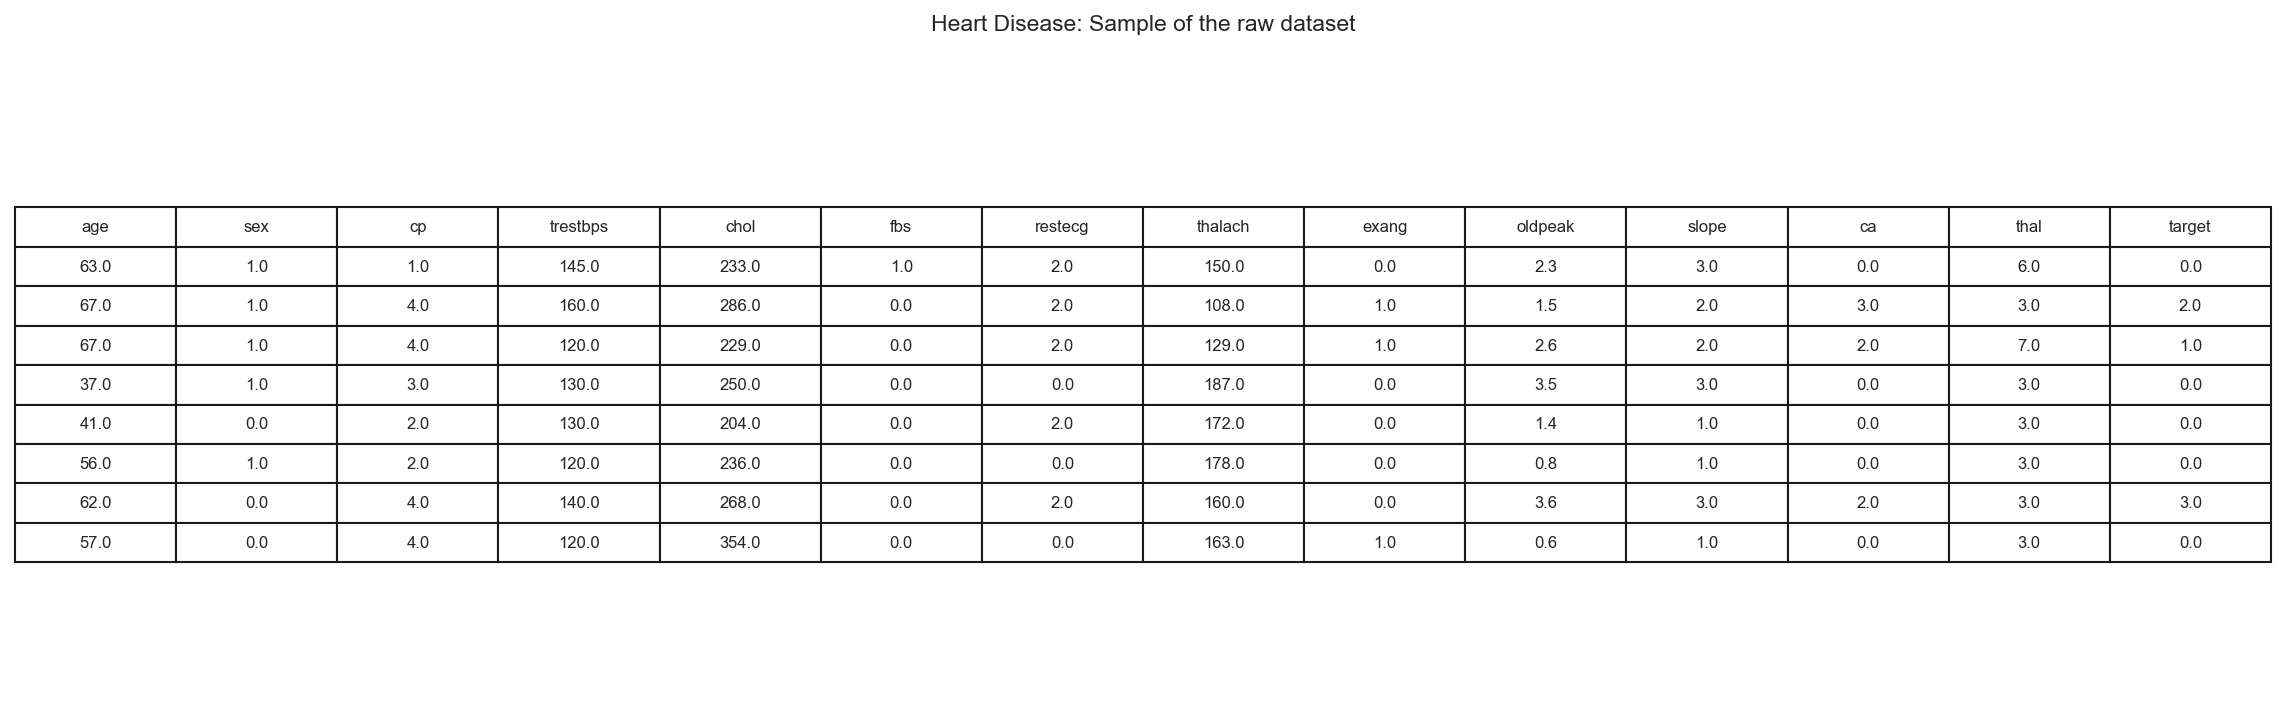 Heart Disease: Sample of the raw dataset
age sex cp trestbps chol fbs restecg thalach exang oldpeak slope ca thal target
63.0 1.0 1.0 145.0 233.0 1.0 2.0 150.0 0.0 2.3 3.0 0.0 6.0 0.0
67.0 1.0 4.0 160.0 286.0 0.0 2.0 108.0 1.0 1.5 2.0 3.0 3.0 2.0
67.0 1.0 4.0 120.0 229.0 0.0 2.0 129.0 1.0 2.6 2.0 2.0 7.0 1.0
37.0 1.0 3.0 130.0 250.0 0.0 0.0 187.0 0.0 3.5 3.0 0.0 3.0 0.0
41.0 0.0 2.0 130.0 204.0 0.0 2.0 172.0 0.0 1.4 1.0 0.0 3.0 0.0
56.0 1.0 2.0 120.0 236.0 0.0 0.0 178.0 0.0 0.8 1.0 0.0 3.0 0.0
62.0 0.0 4.0 140.0 268.0 0.0 2.0 160.0 0.0 3.6 3.0 2.0 3.0 3.0
57.0 0.0 4.0 120.0 354.0 0.0 0.0 163.0 1.0 0.6 1.0 0.0 3.0 0.0